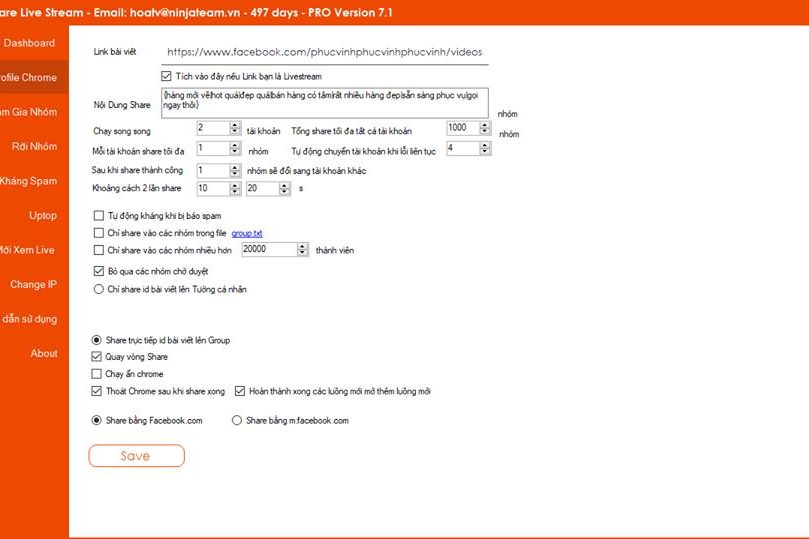 are Live Stream - Email: hoatv@ninjateam.vn - 497 days - PRO Version 7.1
Dashboard
rofile Chrome
am Gia Nhóm
Rời Nhóm
Kháng Spam
Uptop
Mời Xem Live
Change IP
dẫn sử dụng
About
Link bài viết
https://www.facebook.com/phucvinhphucvinhphucvinh/videos
Tích vào đây nếu Link bạn là Livestream
Nội Dung Share
{hàng mới về|hot quá|đẹp quá|bán hàng có tâm|rất nhiều hàng đẹp|sẵn sàng phục vụ|gọi
ngay thôi}
nhóm
Chạy song song 2 tài khoản Tổng share tối đa tất cả tài khoản 1000 nhóm
Mỗi tài khoản share tối đa 1 nhóm Tự động chuyển tài khoản khi lỗi liên tục 4
Sau khi share thành công 1 nhóm sẽ đổi sang tài khoản khác
Khoảng cách 2 lần share 10 20 s
Tự động kháng khi bị báo spam
Chỉ share vào các nhóm trong file group.txt
Chỉ share vào các nhóm nhiều hơn 20000 thành viên
Bỏ qua các nhóm chờ duyệt
Chỉ share id bài viết lên Tường cá nhân
Share trực tiếp id bài viết lên Group
Quay vòng Share
Chạy ẩn chrome
Thoát Chrome sau khi share xong Hoàn thành xong các luồng mới mở thêm luồng mới
Share bằng Facebook.com Share bằng m.facebook.com
Save